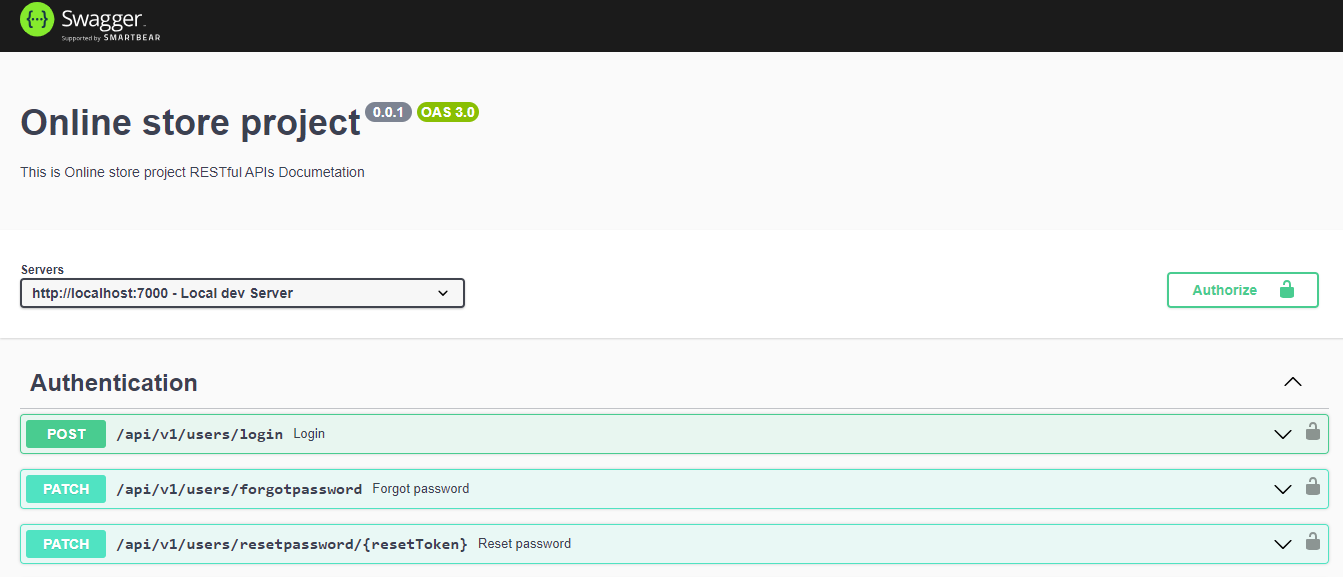 {···} Swagger
Supported by SMARTBEAR
Online store project 0.0.1 OAS 3.0
This is Online store project RESTful APIs Documetation
Servers
http://localhost:7000 - Local dev Server
Authorize
Authentication
POST /api/v1/users/login Login
PATCH /api/v1/users/forgotpassword Forgot password
PATCH /api/v1/users/resetpassword/{resetToken} Reset password